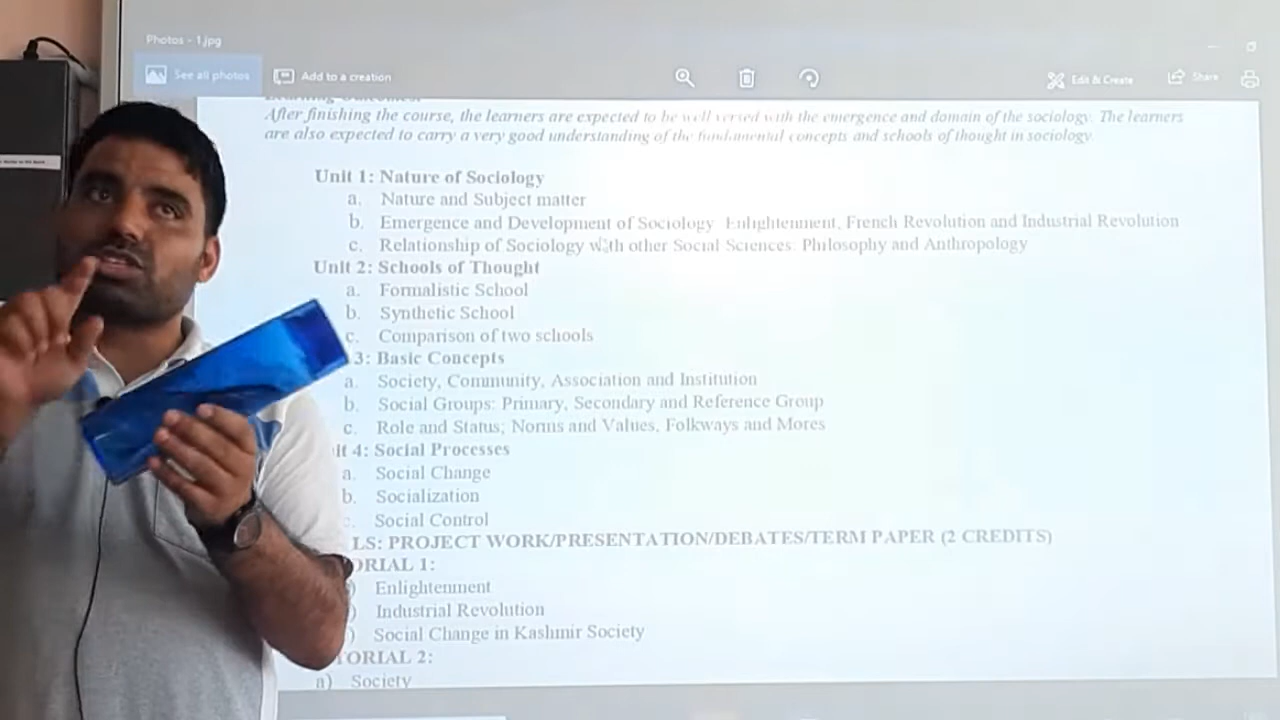 Photos - 1.jpg
See all photos
Add to a creation
Edit & Create
Share
Learning Outcomes
After finishing the course, the learners are expected to be well versed with the emergence and domain of the sociology. The learners
are also expected to carry a very good understanding of the fundamental concepts and schools of thought in sociology.
Unit 1: Nature of Sociology
a. Nature and Subject matter
b. Emergence and Development of Sociology: Enlightenment, French Revolution and Industrial Revolution
c. Relationship of Sociology with other Social Sciences: Philosophy and Anthropology
Unit 2: Schools of Thought
a. Formalistic School
b. Synthetic School
c. Comparison of two schools
3: Basic Concepts
a. Society, Community, Association and Institution
b. Social Groups: Primary, Secondary and Reference Group
c. Role and Status; Norms and Values, Folkways and Mores
it 4: Social Processes
a. Social Change
b. Socialization
c. Social Control
LS: PROJECT WORK/PRESENTATION/DEBATES/TERM PAPER (2 CREDITS)
ORIAL 1:
) Enlightenment
) Industrial Revolution
) Social Change in Kashmir Society
TORIAL 2:
a) Society